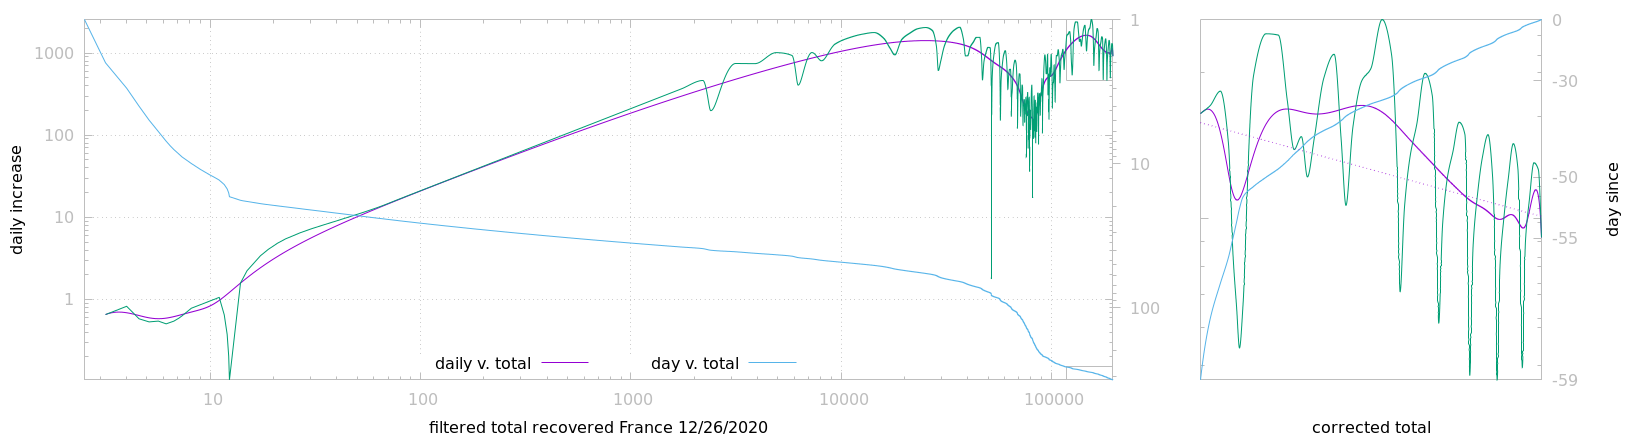 daily increase
1000
100
10
1
10
100
1000
10000
100000
1
10
100
daily v. total
day v. total
filtered total recovered France 12/26/2020
0
-30
-50
-55
-59
day since
corrected total